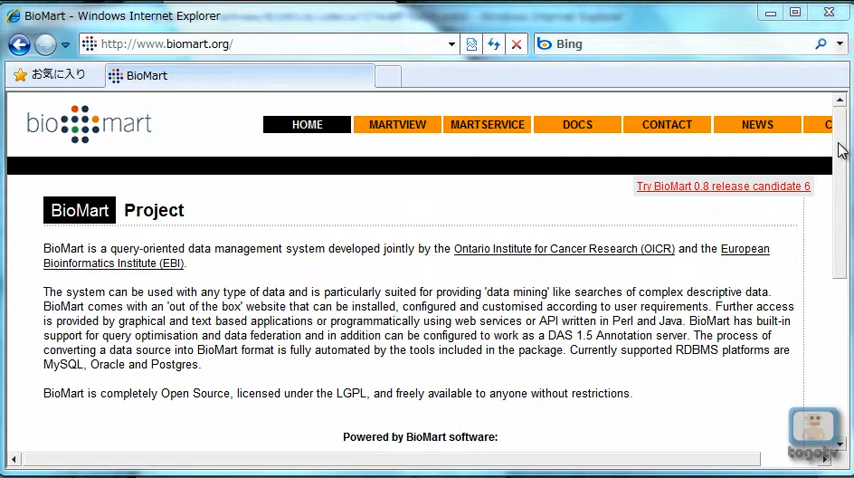 BioMart - Windows Internet Explorer
http://www.biomart.org/
Bing
お気に入り
BioMart
bio mart
HOME
MARTVIEW
MARTSERVICE
DOCS
CONTACT
NEWS
C
Try BioMart 0.8 release candidate 6
BioMart Project
BioMart is a query-oriented data management system developed jointly by the Ontario Institute for Cancer Research (OICR) and the European
Bioinformatics Institute (EBI).
The system can be used with any type of data and is particularly suited for providing 'data mining' like searches of complex descriptive data.
BioMart comes with an 'out of the box' website that can be installed, configured and customised according to user requirements. Further access
is provided by graphical and text based applications or programmatically using web services or API written in Perl and Java. BioMart has built-in
support for query optimisation and data federation and in addition can be configured to work as a DAS 1.5 Annotation server. The process of
converting a data source into BioMart format is fully automated by the tools included in the package. Currently supported RDBMS platforms are
MySQL, Oracle and Postgres.
BioMart is completely Open Source, licensed under the LGPL, and freely available to anyone without restrictions.
Powered by BioMart software:
togotv